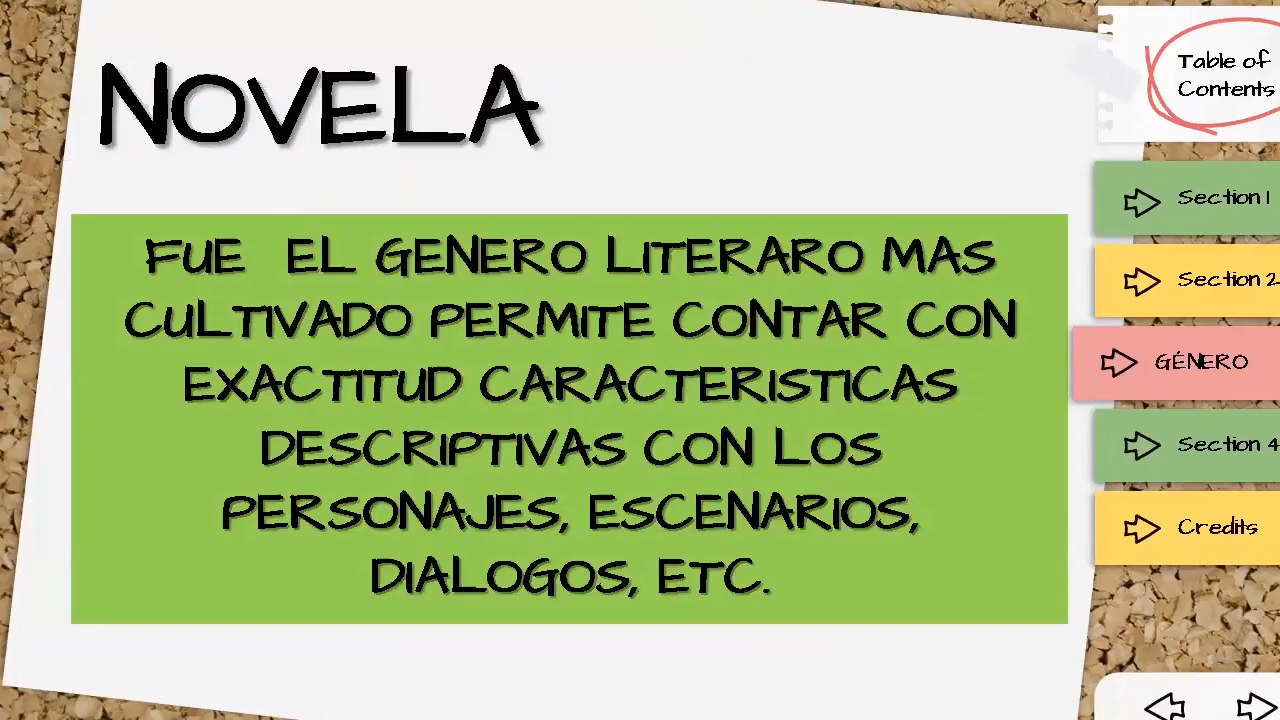 NOVELA
FUE EL GENERO LITERARO MAS
CULTIVADO PERMITE CONTAR CON
EXACTITUD CARACTERISTICAS
DESCRIPTIVAS CON LOS
PERSONAJES, ESCENARIOS,
DIALOGOS, ETC.
Table of
Contents
Section 1
Section 2
GÉNERO
Section 4
Credits